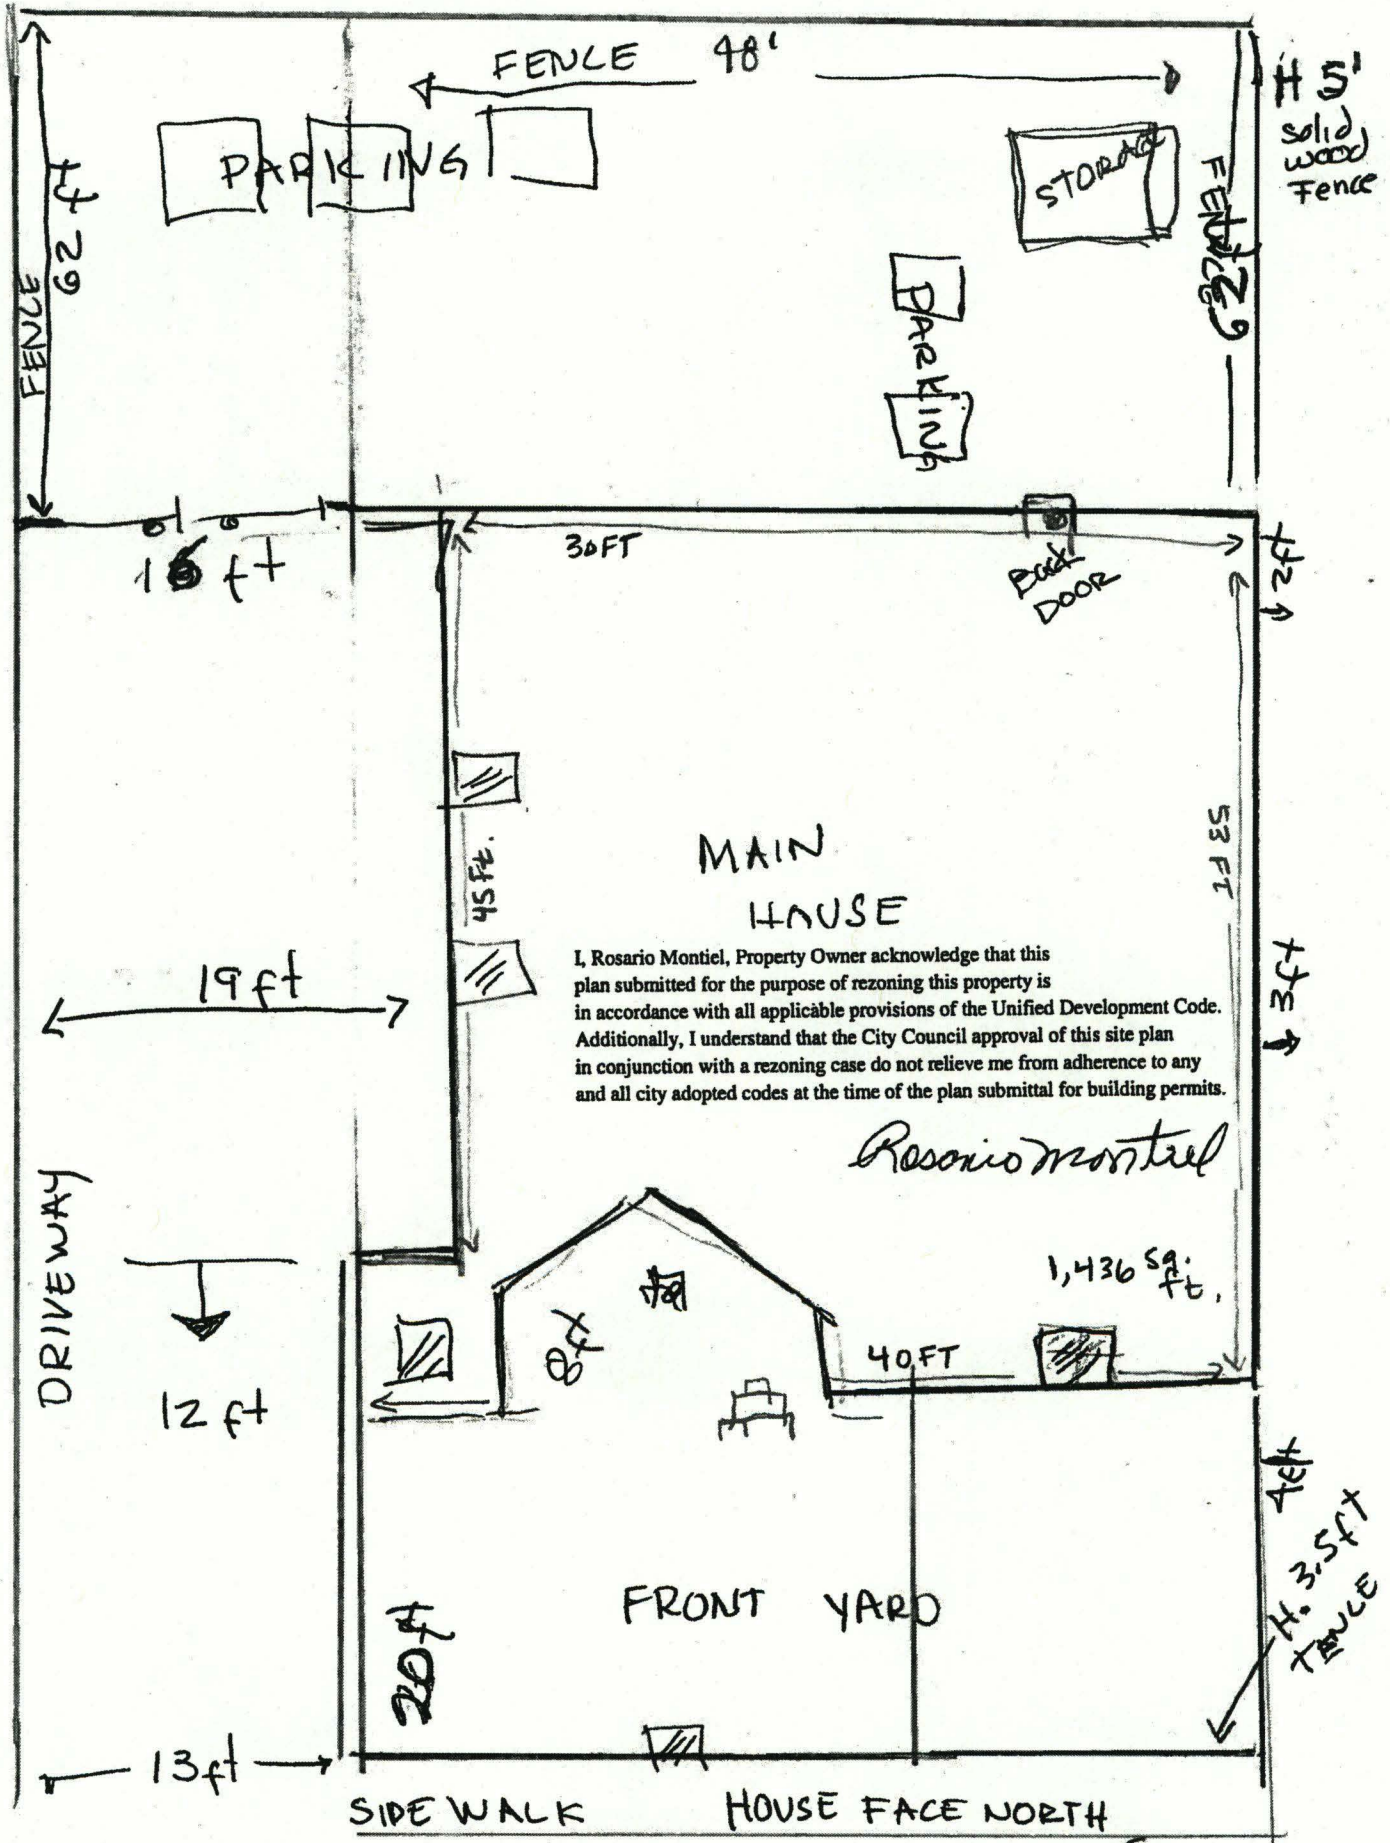 FENCE 48'
H 5'
solid
wood
Fence
PARKING
STORAGE
62 ft
FENCE
FENCE
62 ft
PARKING
16 ft
30FT
Back
DOOR
2ft
45 Ft.
53 FT
MAIN
HOUSE
I, Rosario Montiel, Property Owner acknowledge that this
plan submitted for the purpose of rezoning this property is
in accordance with all applicable provisions of the Unified Development Code.
Additionally, I understand that the City Council approval of this site plan
in conjunction with a rezoning case do not relieve me from adherence to any
and all city adopted codes at the time of the plan submittal for building permits.
19 ft
3ft
Rosario Montiel
DRIVEWAY
1,436 sq.
ft.
8ft
40 FT
12 ft
4ft
H. 3.5ft
FENCE
FRONT YARD
20ft
13ft
SIDE WALK HOUSE FACE NORTH